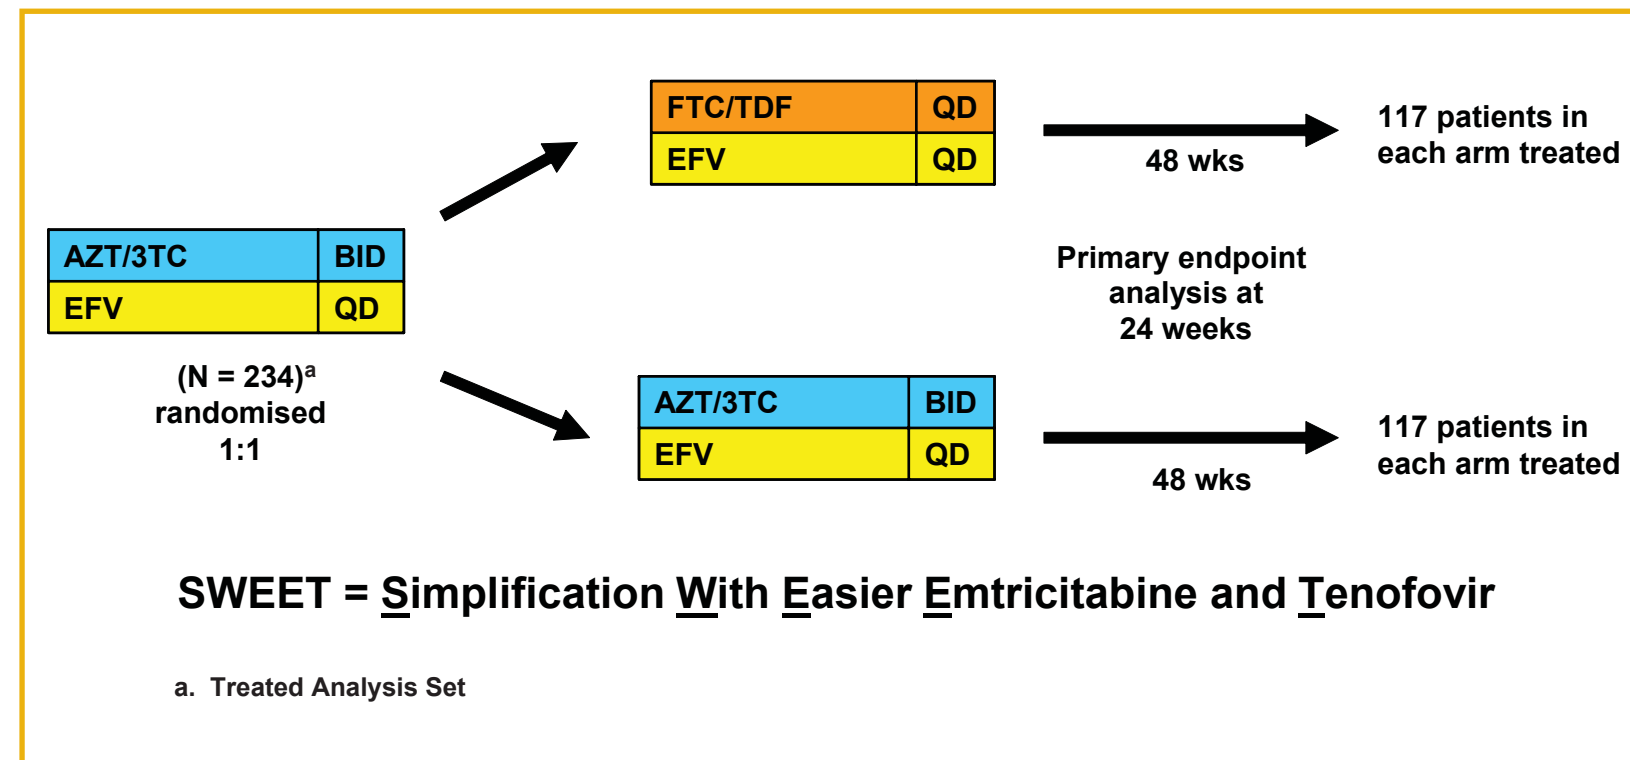 FTC/TDF QD
EFV QD
48 wks
117 patients in
each arm treated
AZT/3TC BID
EFV QD
(N = 234)ᵃ
randomised
1:1
Primary endpoint
analysis at
24 weeks
AZT/3TC BID
EFV QD
48 wks
117 patients in
each arm treated
SWEET = Simplification With Easier Emtricitabine and Tenofovir
a. Treated Analysis Set